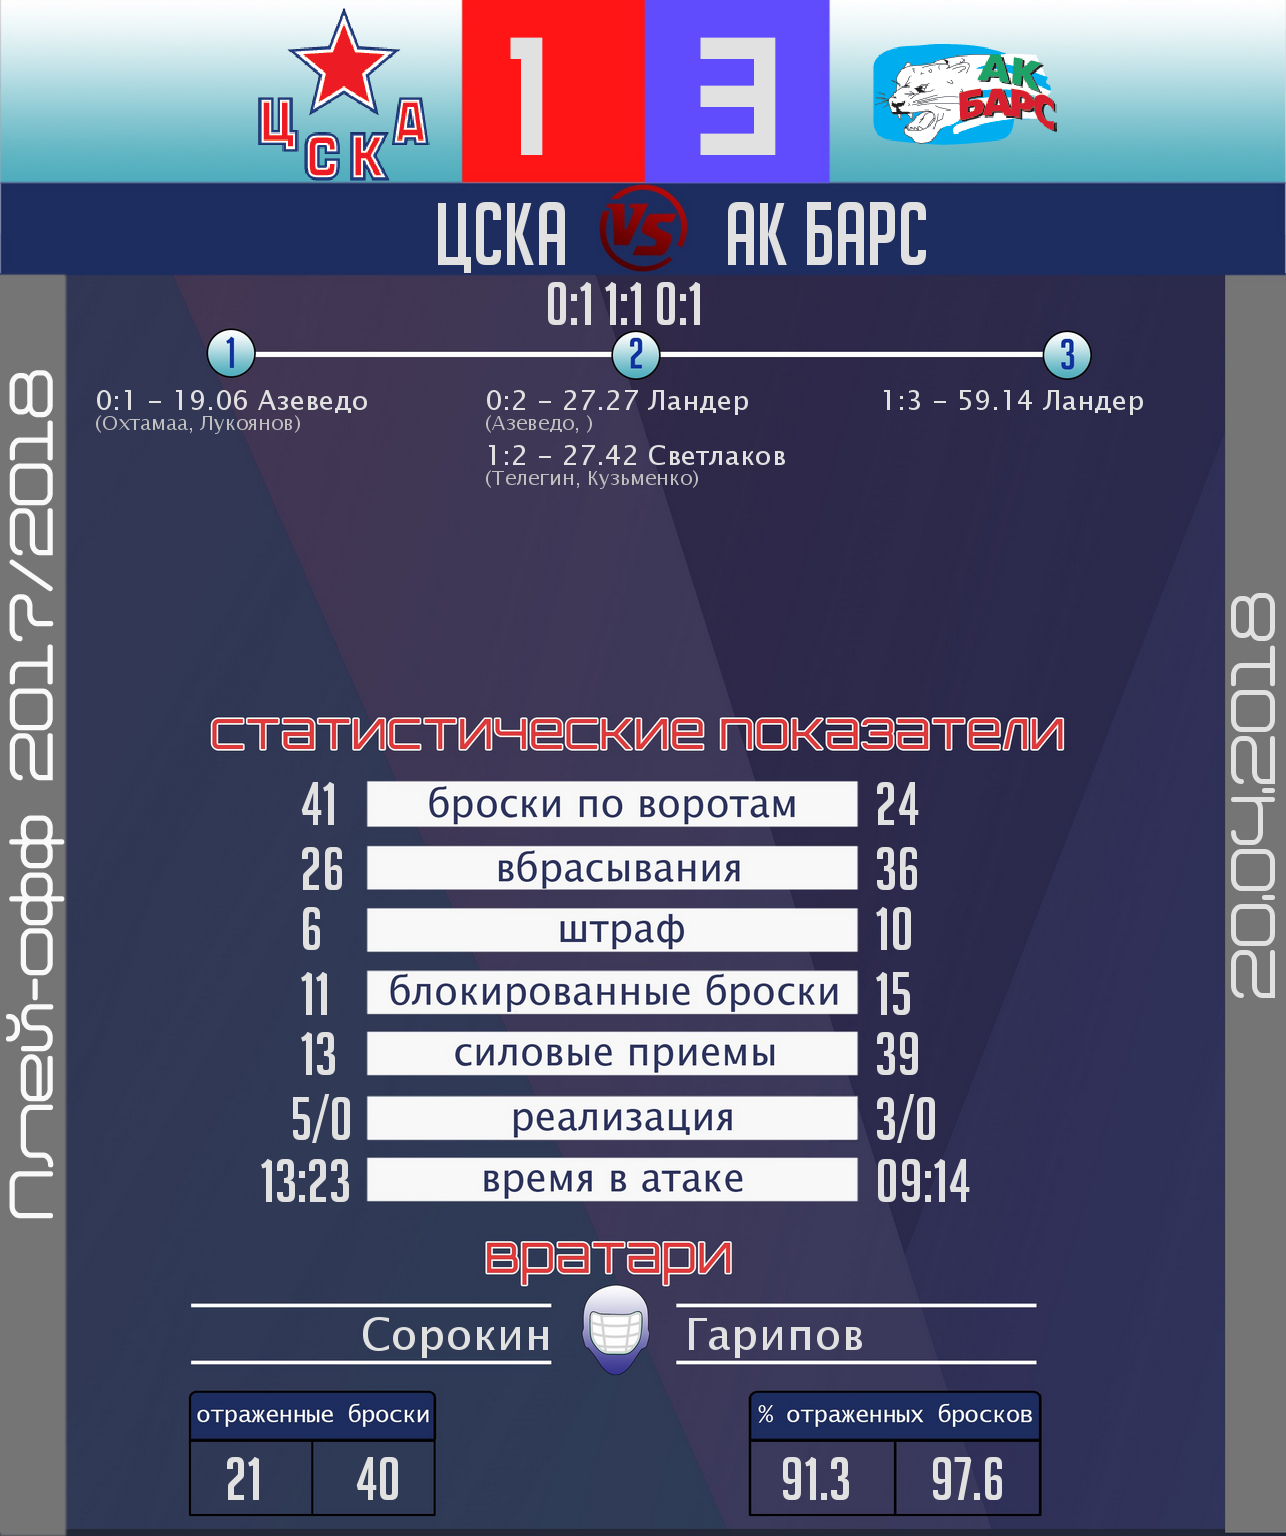 ЦСКА
1 3
АК БАРС
ЦСКА VS АК БАРС
0:1 1:1 0:1
1 2 3
0:1 – 19.06 Азеведо
(Охтамаа, Лукоянов)
0:2 – 27.27 Ландер
(Азеведо, )
1:2 – 27.42 Светлаков
(Телегин, Кузьменко)
1:3 – 59.14 Ландер
Плей-офф 2017/2018
20.04.2018
статистические показатели
41 броски по воротам 24
26 вбрасывания 36
6 штраф 10
11 блокированные броски 15
13 силовые приемы 39
5/0 реализация 3/0
13:23 время в атаке 09:14
вратари
Сорокин Гарипов
отраженные броски
21 40
% отраженных бросков
91.3 97.6